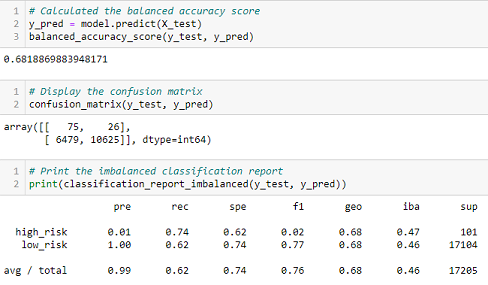 1 # Calculated the balanced accuracy score
2 y_pred = model.predict(X_test)
3 balanced_accuracy_score(y_test, y_pred)
0.6818869883948171
1 # Display the confusion matrix
2 confusion_matrix(y_test, y_pred)
array([[   75,    26],
       [ 6479, 10625]], dtype=int64)
1 # Print the imbalanced classification report
2 print(classification_report_imbalanced(y_test, y_pred))
pre rec spe f1 geo iba sup
high_risk 0.01 0.74 0.62 0.02 0.68 0.47 101
low_risk 1.00 0.62 0.74 0.77 0.68 0.46 17104
avg / total 0.99 0.62 0.74 0.76 0.68 0.46 17205